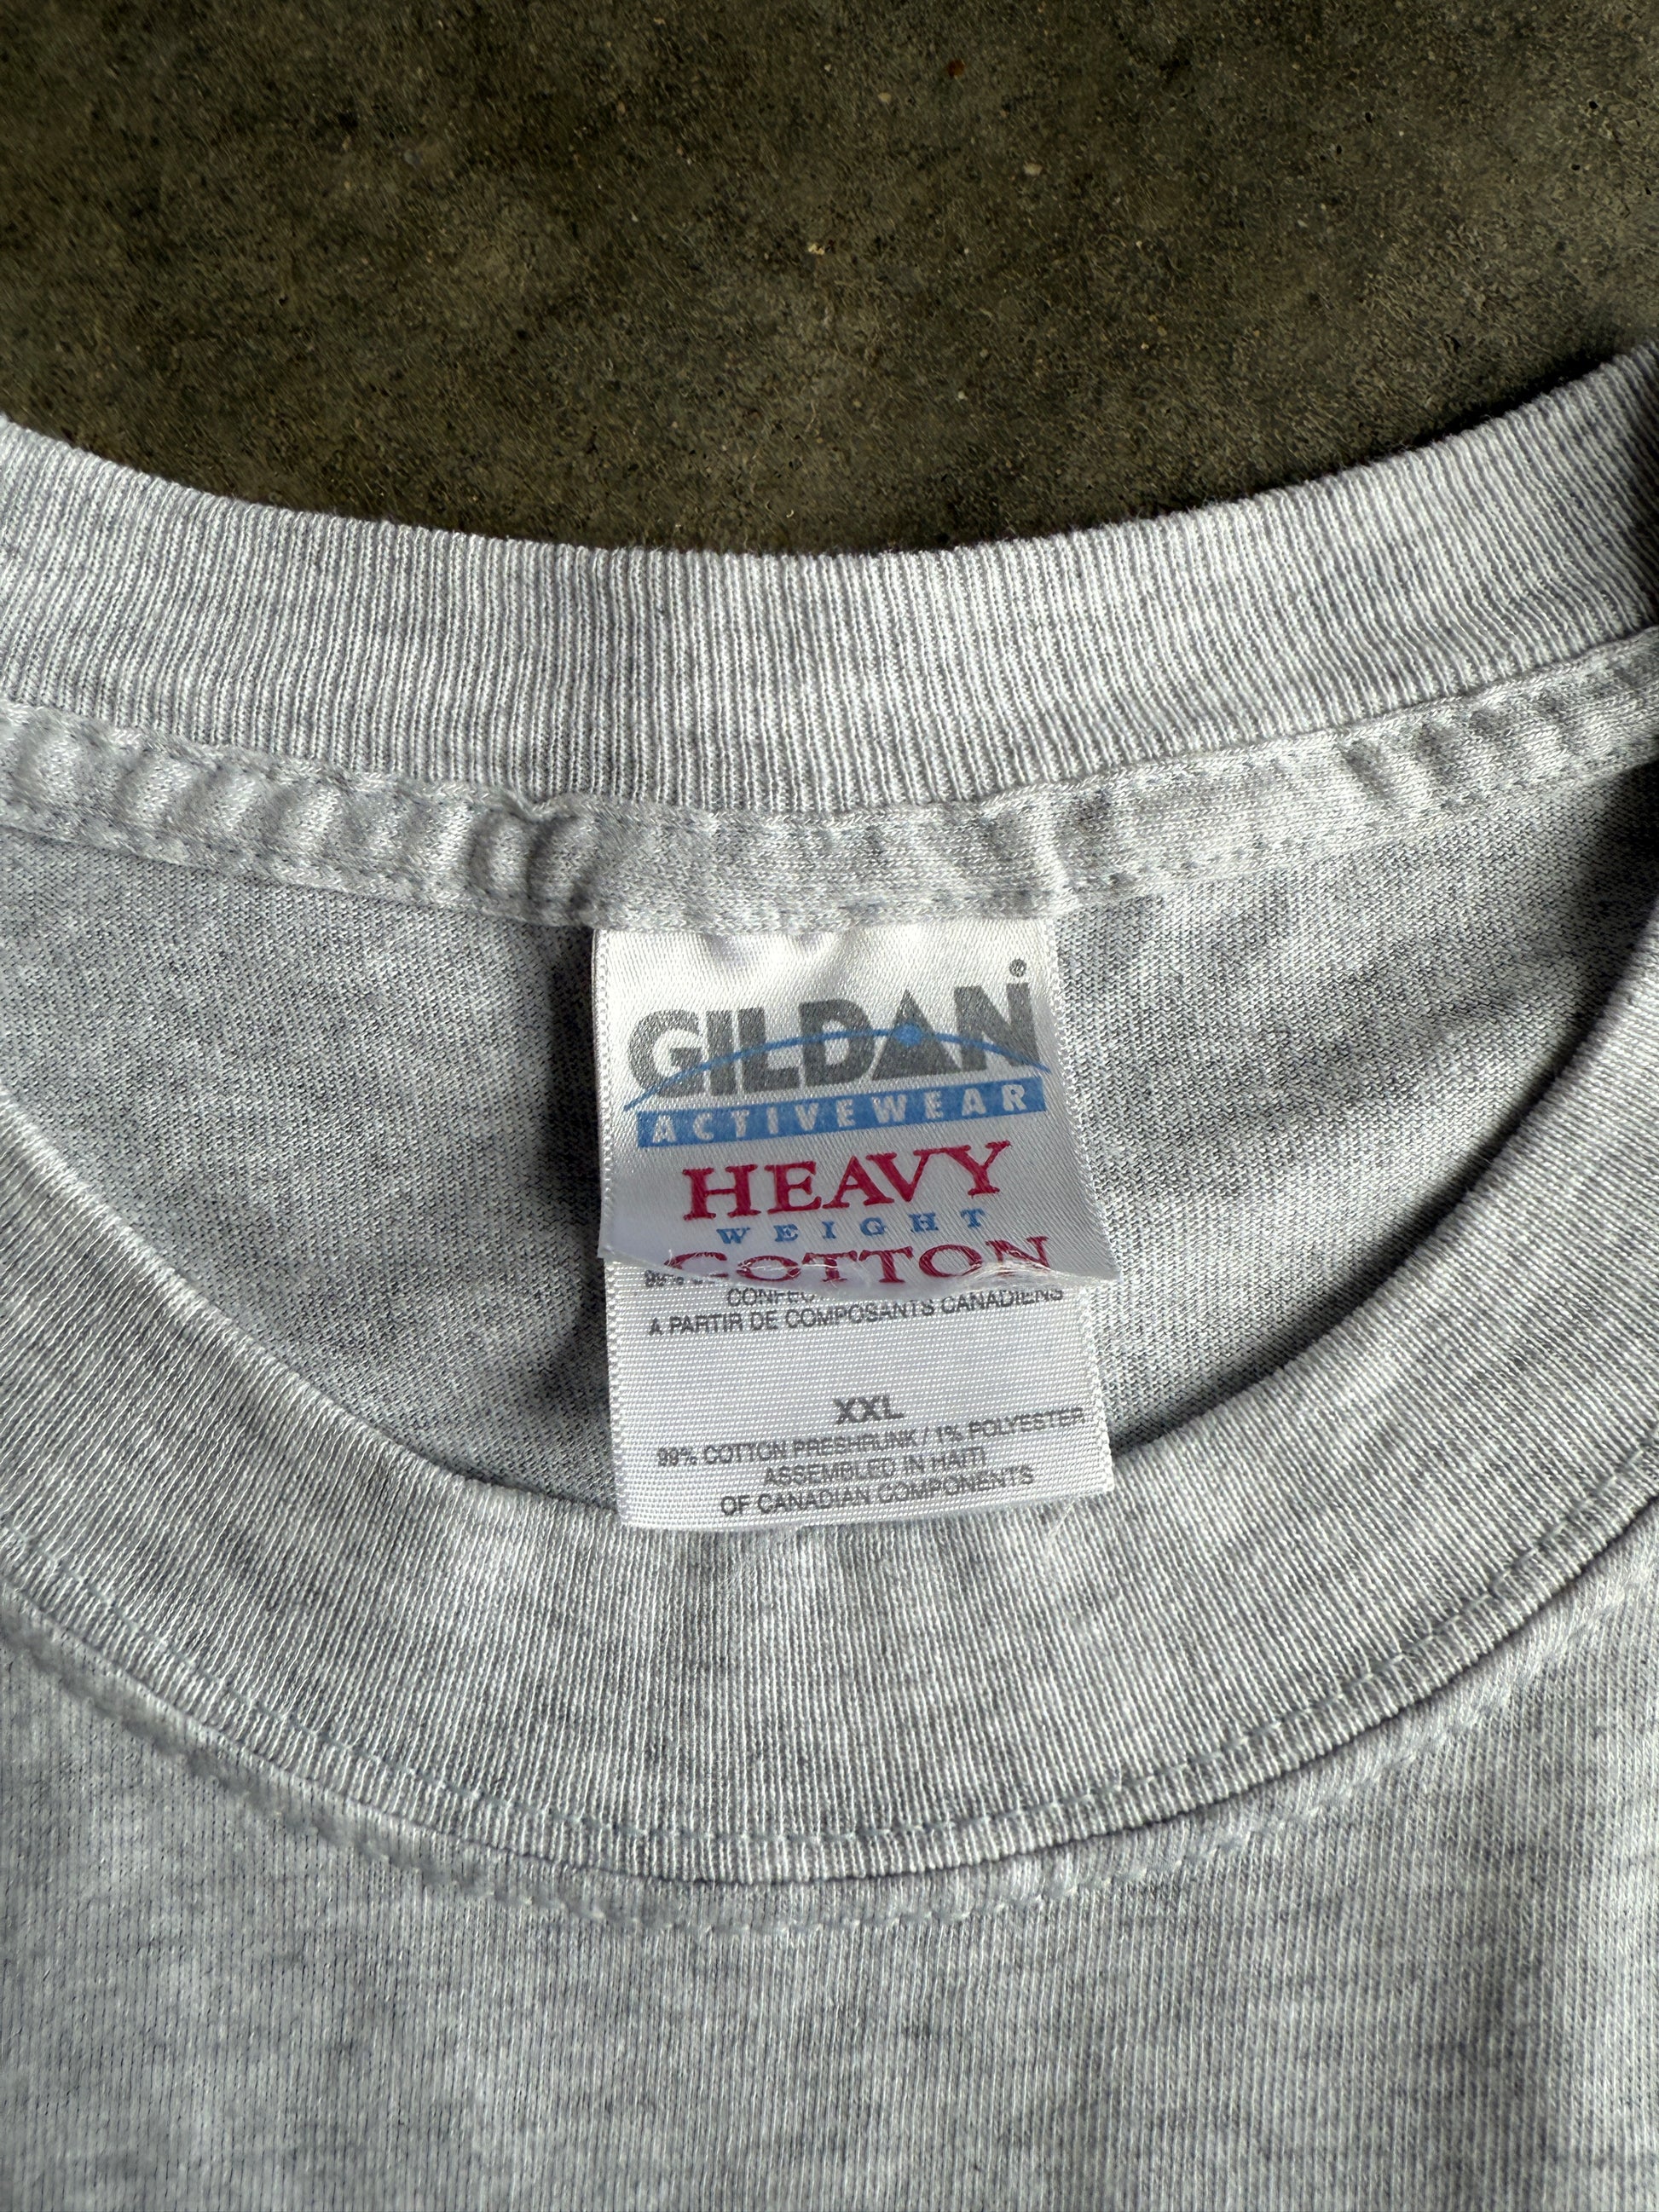 GILDAN®
ACTIVEWEAR
HEAVY
WEIGHT
COTTON
99%
A PARTIR DE COMPOSANTS CANADIENS
XXL
99% COTTON PRESHRUNK / 1% POLYESTER
ASSEMBLED IN HAITI
OF CANADIAN COMPONENTS